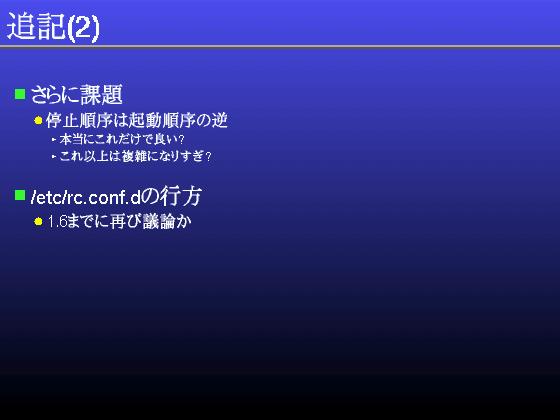 追記(2)
さらに課題
停止順序は起動順序の逆
本当にこれだけで良い?
これ以上は複雑になりすぎ?
/etc/rc.conf.dの行方
1.6までに再び議論か